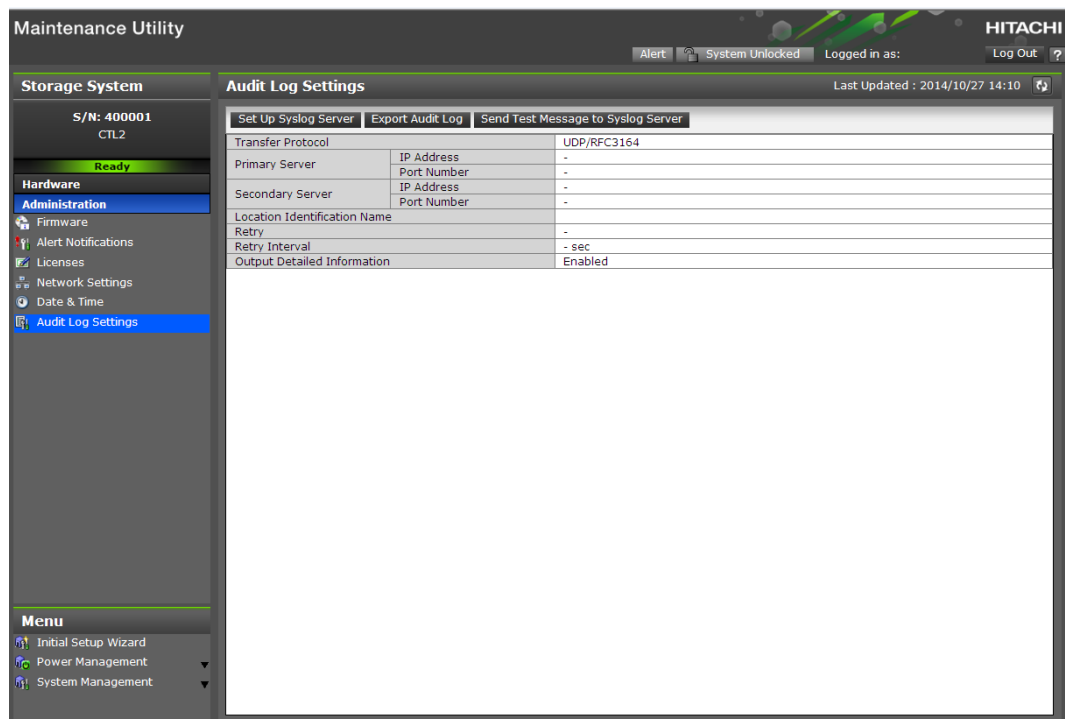 Maintenance Utility
HITACHI
Alert System Unlocked Logged in as: Log Out ?
Storage System
S/N: 400001
CTL2
Ready
Hardware
Administration
Firmware
Alert Notifications
Licenses
Network Settings
Date & Time
Audit Log Settings
Menu
Initial Setup Wizard
Power Management
System Management
Audit Log Settings Last Updated : 2014/10/27 14:10
Set Up Syslog Server Export Audit Log Send Test Message to Syslog Server
Transfer Protocol UDP/RFC3164
Primary Server IP Address -
Port Number -
Secondary Server IP Address -
Port Number -
Location Identification Name
Retry -
Retry Interval - sec
Output Detailed Information Enabled